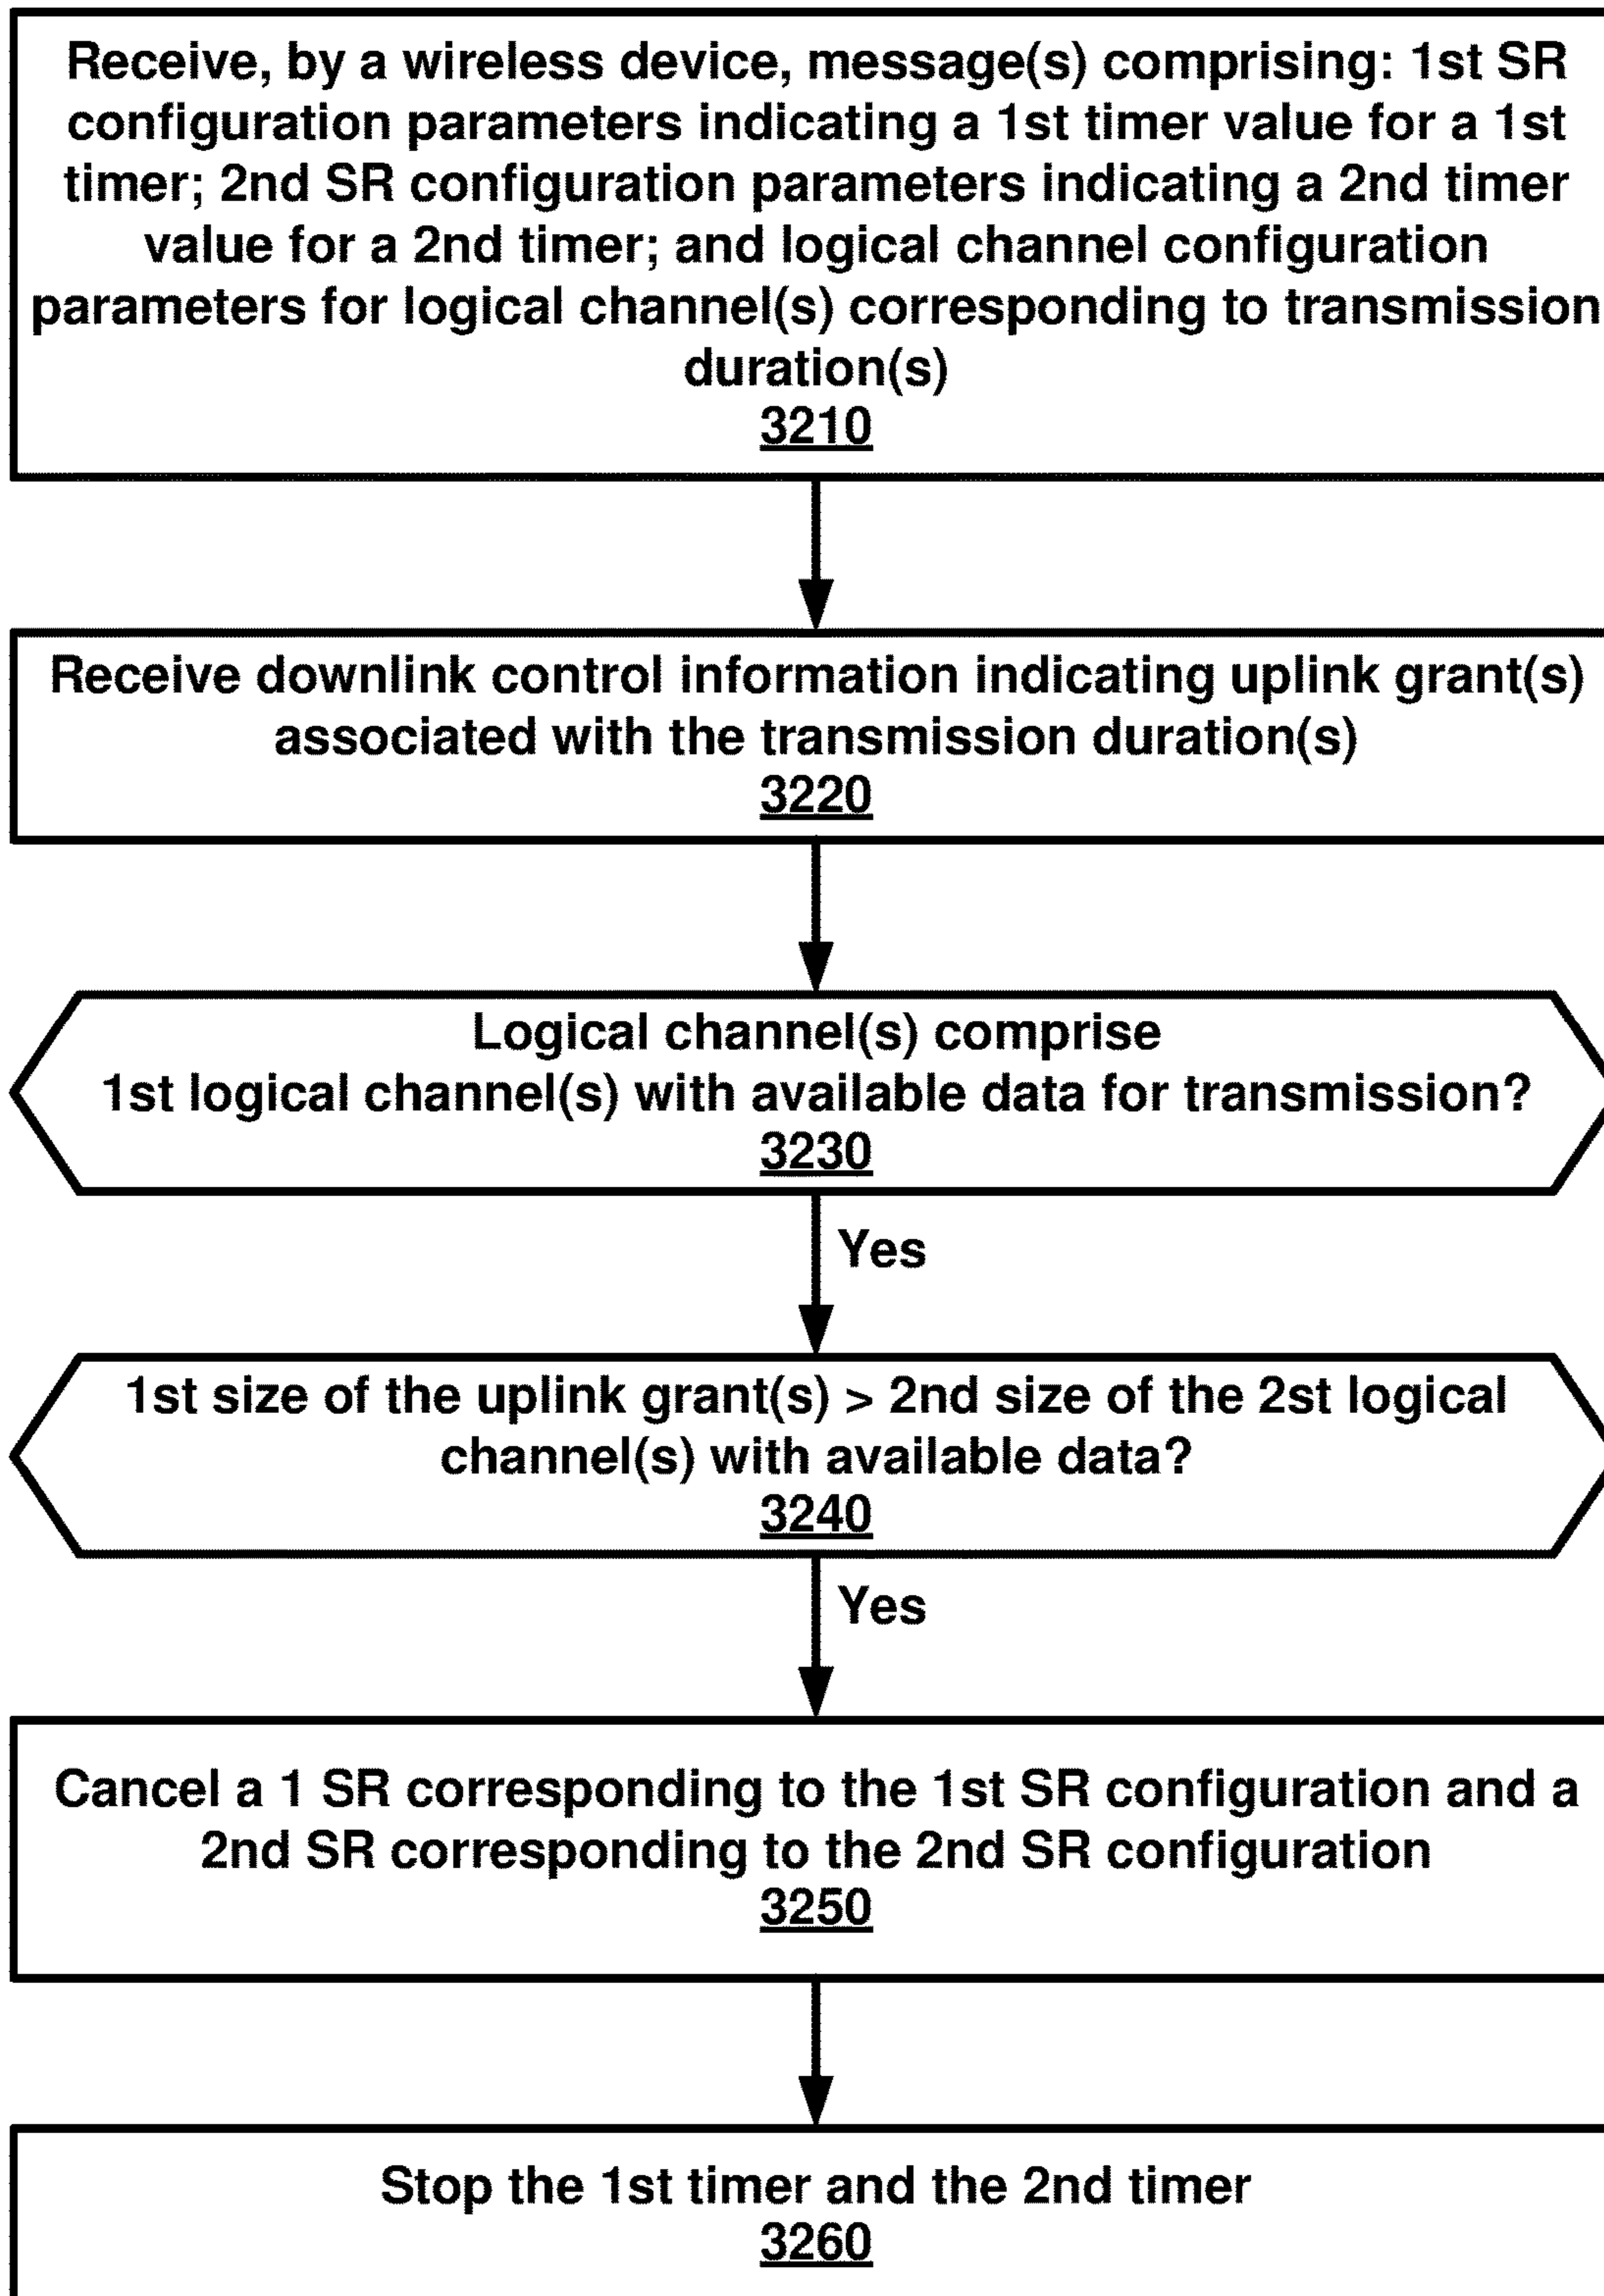 Receive, by a wireless device, message(s) comprising: 1st SR
configuration parameters indicating a 1st timer value for a 1st
timer; 2nd SR configuration parameters indicating a 2nd timer
value for a 2nd timer; and logical channel configuration
parameters for logical channel(s) corresponding to transmission
duration(s)
3210
Receive downlink control information indicating uplink grant(s)
associated with the transmission duration(s)
3220
Logical channel(s) comprise
1st logical channel(s) with available data for transmission?
3230
Yes
1st size of the uplink grant(s) > 2nd size of the 2st logical
channel(s) with available data?
3240
Yes
Cancel a 1 SR corresponding to the 1st SR configuration and a
2nd SR corresponding to the 2nd SR configuration
3250
Stop the 1st timer and the 2nd timer
3260